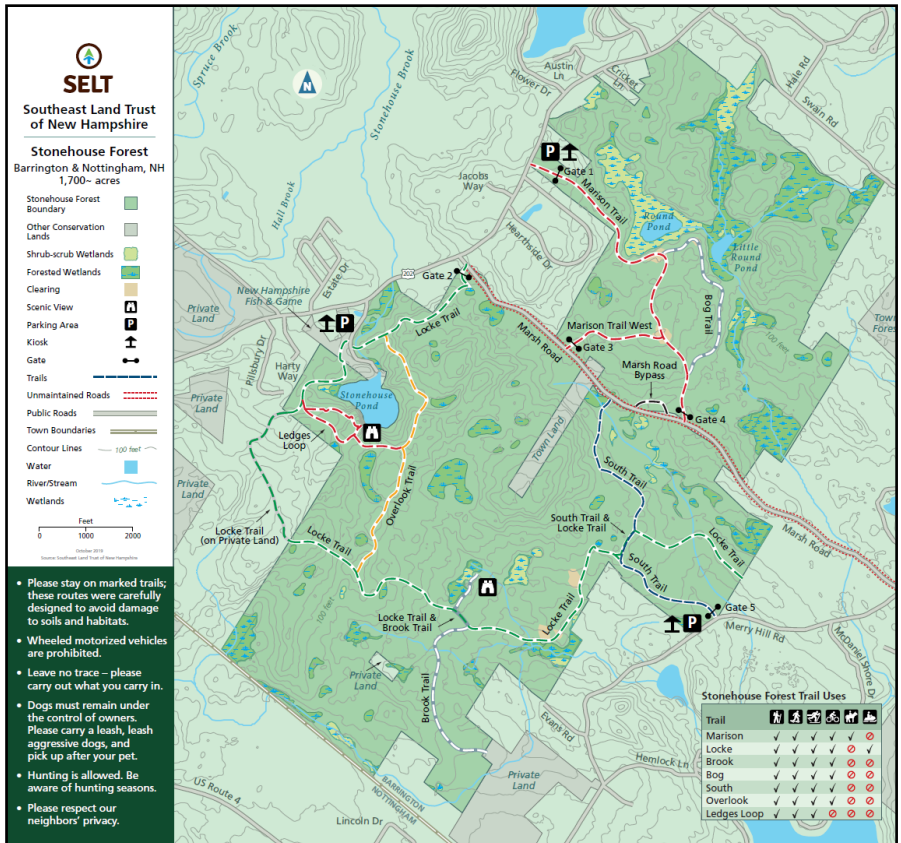 SELT
Southeast Land Trust
of New Hampshire
Stonehouse Forest
Barrington & Nottingham, NH
1,700~ acres
Stonehouse Forest
Boundary
Other Conservation
Lands
Shrub-scrub Wetlands
Forested Wetlands
Clearing
Scenic View
Parking Area
P
Kiosk
Gate
Trails
Unmaintained Roads
Public Roads
Town Boundaries
Contour Lines
100 feet
Water
River/Stream
Wetlands
Feet
0 1000 2000
October 2018
Source: Southeast Land Trust of New Hampshire
• Please stay on marked trails;
these routes were carefully
designed to avoid damage
to soils and habitats.
• Wheeled motorized vehicles
are prohibited.
• Leave no trace – please
carry out what you carry in.
• Dogs must remain under
the control of owners.
Please carry a leash, leash
aggressive dogs, and
pick up after your pet.
• Hunting is allowed. Be
aware of hunting seasons.
• Please respect our
neighbors' privacy.
Spruce Brook
N
Stonehouse Brook
Hall Brook
Austin
Ln
Cricket
Ln
Flower Dr
Hale Rd
Swain Rd
P
Gate 1
Jacobs
Way
Marison Trail
Round
Pond
Little
Round
Pond
Hearthside Dr
Gate 2
202
Estate Dr
New Hampshire
Fish & Game
Private
Land
P
Locke Trail
Marsh Road
Marison Trail West
Gate 3
Bog Trail
100 feet
Town
Fores
Pillsbury Dr
Harty
Way
Marsh Road
Bypass
Stonehouse
Pond
Private
Land
Ledges
Loop
Gate 4
Town Land
Overlook Trail
South Trail
Private
Land
Locke Trail
(on Private Land)
Locke Trail
South Trail &
Locke Trail
Locke Trail
Marsh Road
South Trail
100 feet
Locke Trail &
Brook Trail
Locke Trail
Gate 5
P
Merry Hill Rd
McDaniel Shore Dr
Private
Land
Brook Trail
Evans Rd
Hemlock Ln
Private
Land
BARRINGTON
NOTTINGHAM
US Route 4
Lincoln Dr
Stonehouse Forest Trail Uses
Trail
Marison ✓ ✓ ✓ ✓ ✓
Locke ✓ ✓ ✓ ✓ ✓
Brook ✓ ✓ ✓ ✓
Bog ✓ ✓ ✓ ✓
South ✓ ✓ ✓ ✓
Overlook ✓ ✓ ✓ ✓
Ledges Loop ✓ ✓ ✓